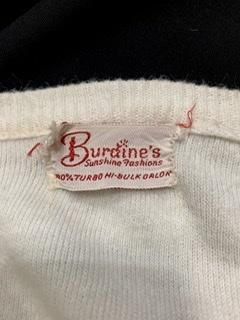 Burdine's
Sunshine Fashions
100% TURBO HI-BULK ORLON